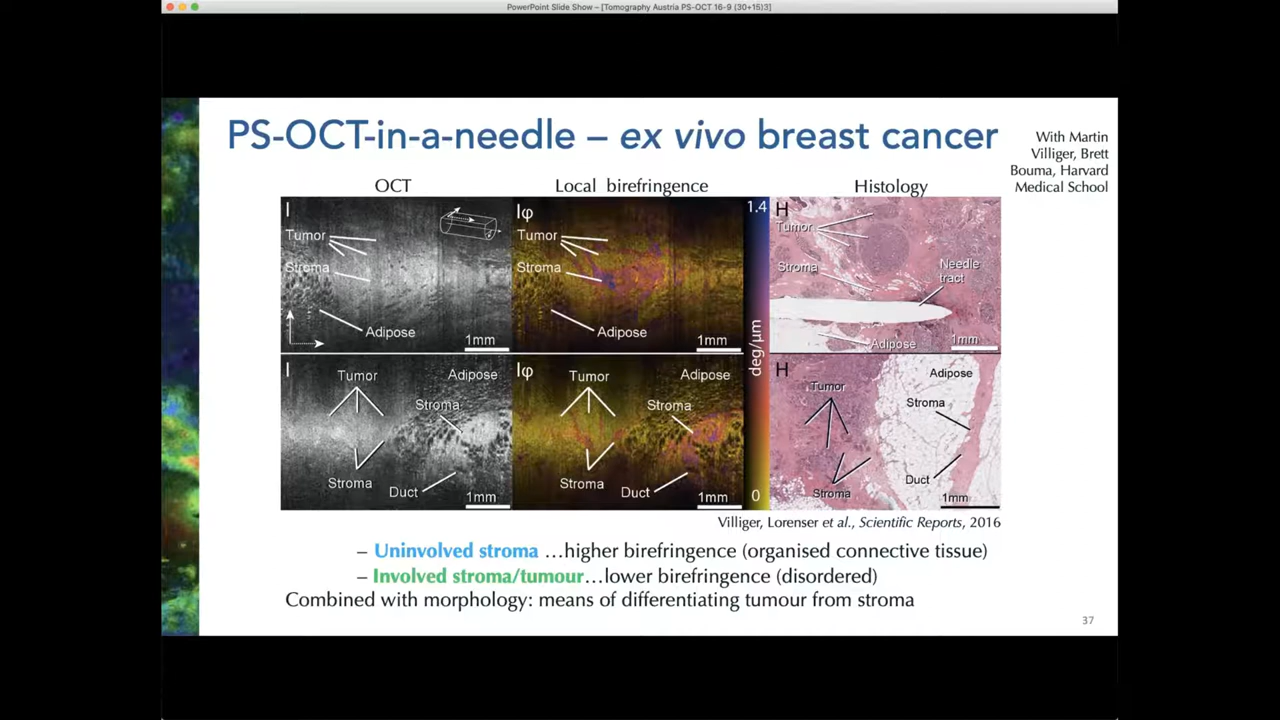 PowerPoint Slide Show – [Tomography Austria PS-OCT 16-9 (30+15)3]
PS-OCT-in-a-needle – ex vivo breast cancer
With Martin
Villiger, Brett
Bouma, Harvard
Medical School
OCT
Local birefringence
Histology
I
Tumor
Stroma
Adipose
1mm
Iφ
Tumor
Stroma
Adipose
1mm
1.4
deg/μm
0
H
Tumor
Stroma
Needle
tract
Adipose
1mm
I
Tumor
Adipose
Stroma
Stroma
Duct
1mm
Iφ
Tumor
Adipose
Stroma
Stroma
Duct
1mm
H
Tumor
Adipose
Stroma
Duct
Stroma
1mm
Villiger, Lorenser et al., Scientific Reports, 2016
– Uninvolved stroma …higher birefringence (organised connective tissue)
– Involved stroma/tumour…lower birefringence (disordered)
Combined with morphology: means of differentiating tumour from stroma
37